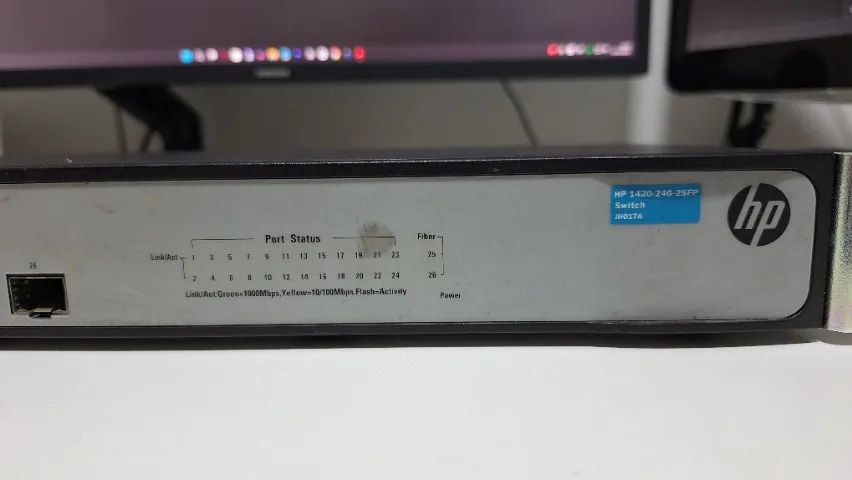 HP 1420-24G-2SFP
Switch
JH017A
hp
Port Status
Fiber
Link/Act 1 3 5 7 9 11 13 15 17 19 21 23 25
2 4 6 8 10 12 14 16 18 20 22 24 26
Link/Act:Green=1000Mbps,Yellow=10/100Mbps,Flash=Activity
Power